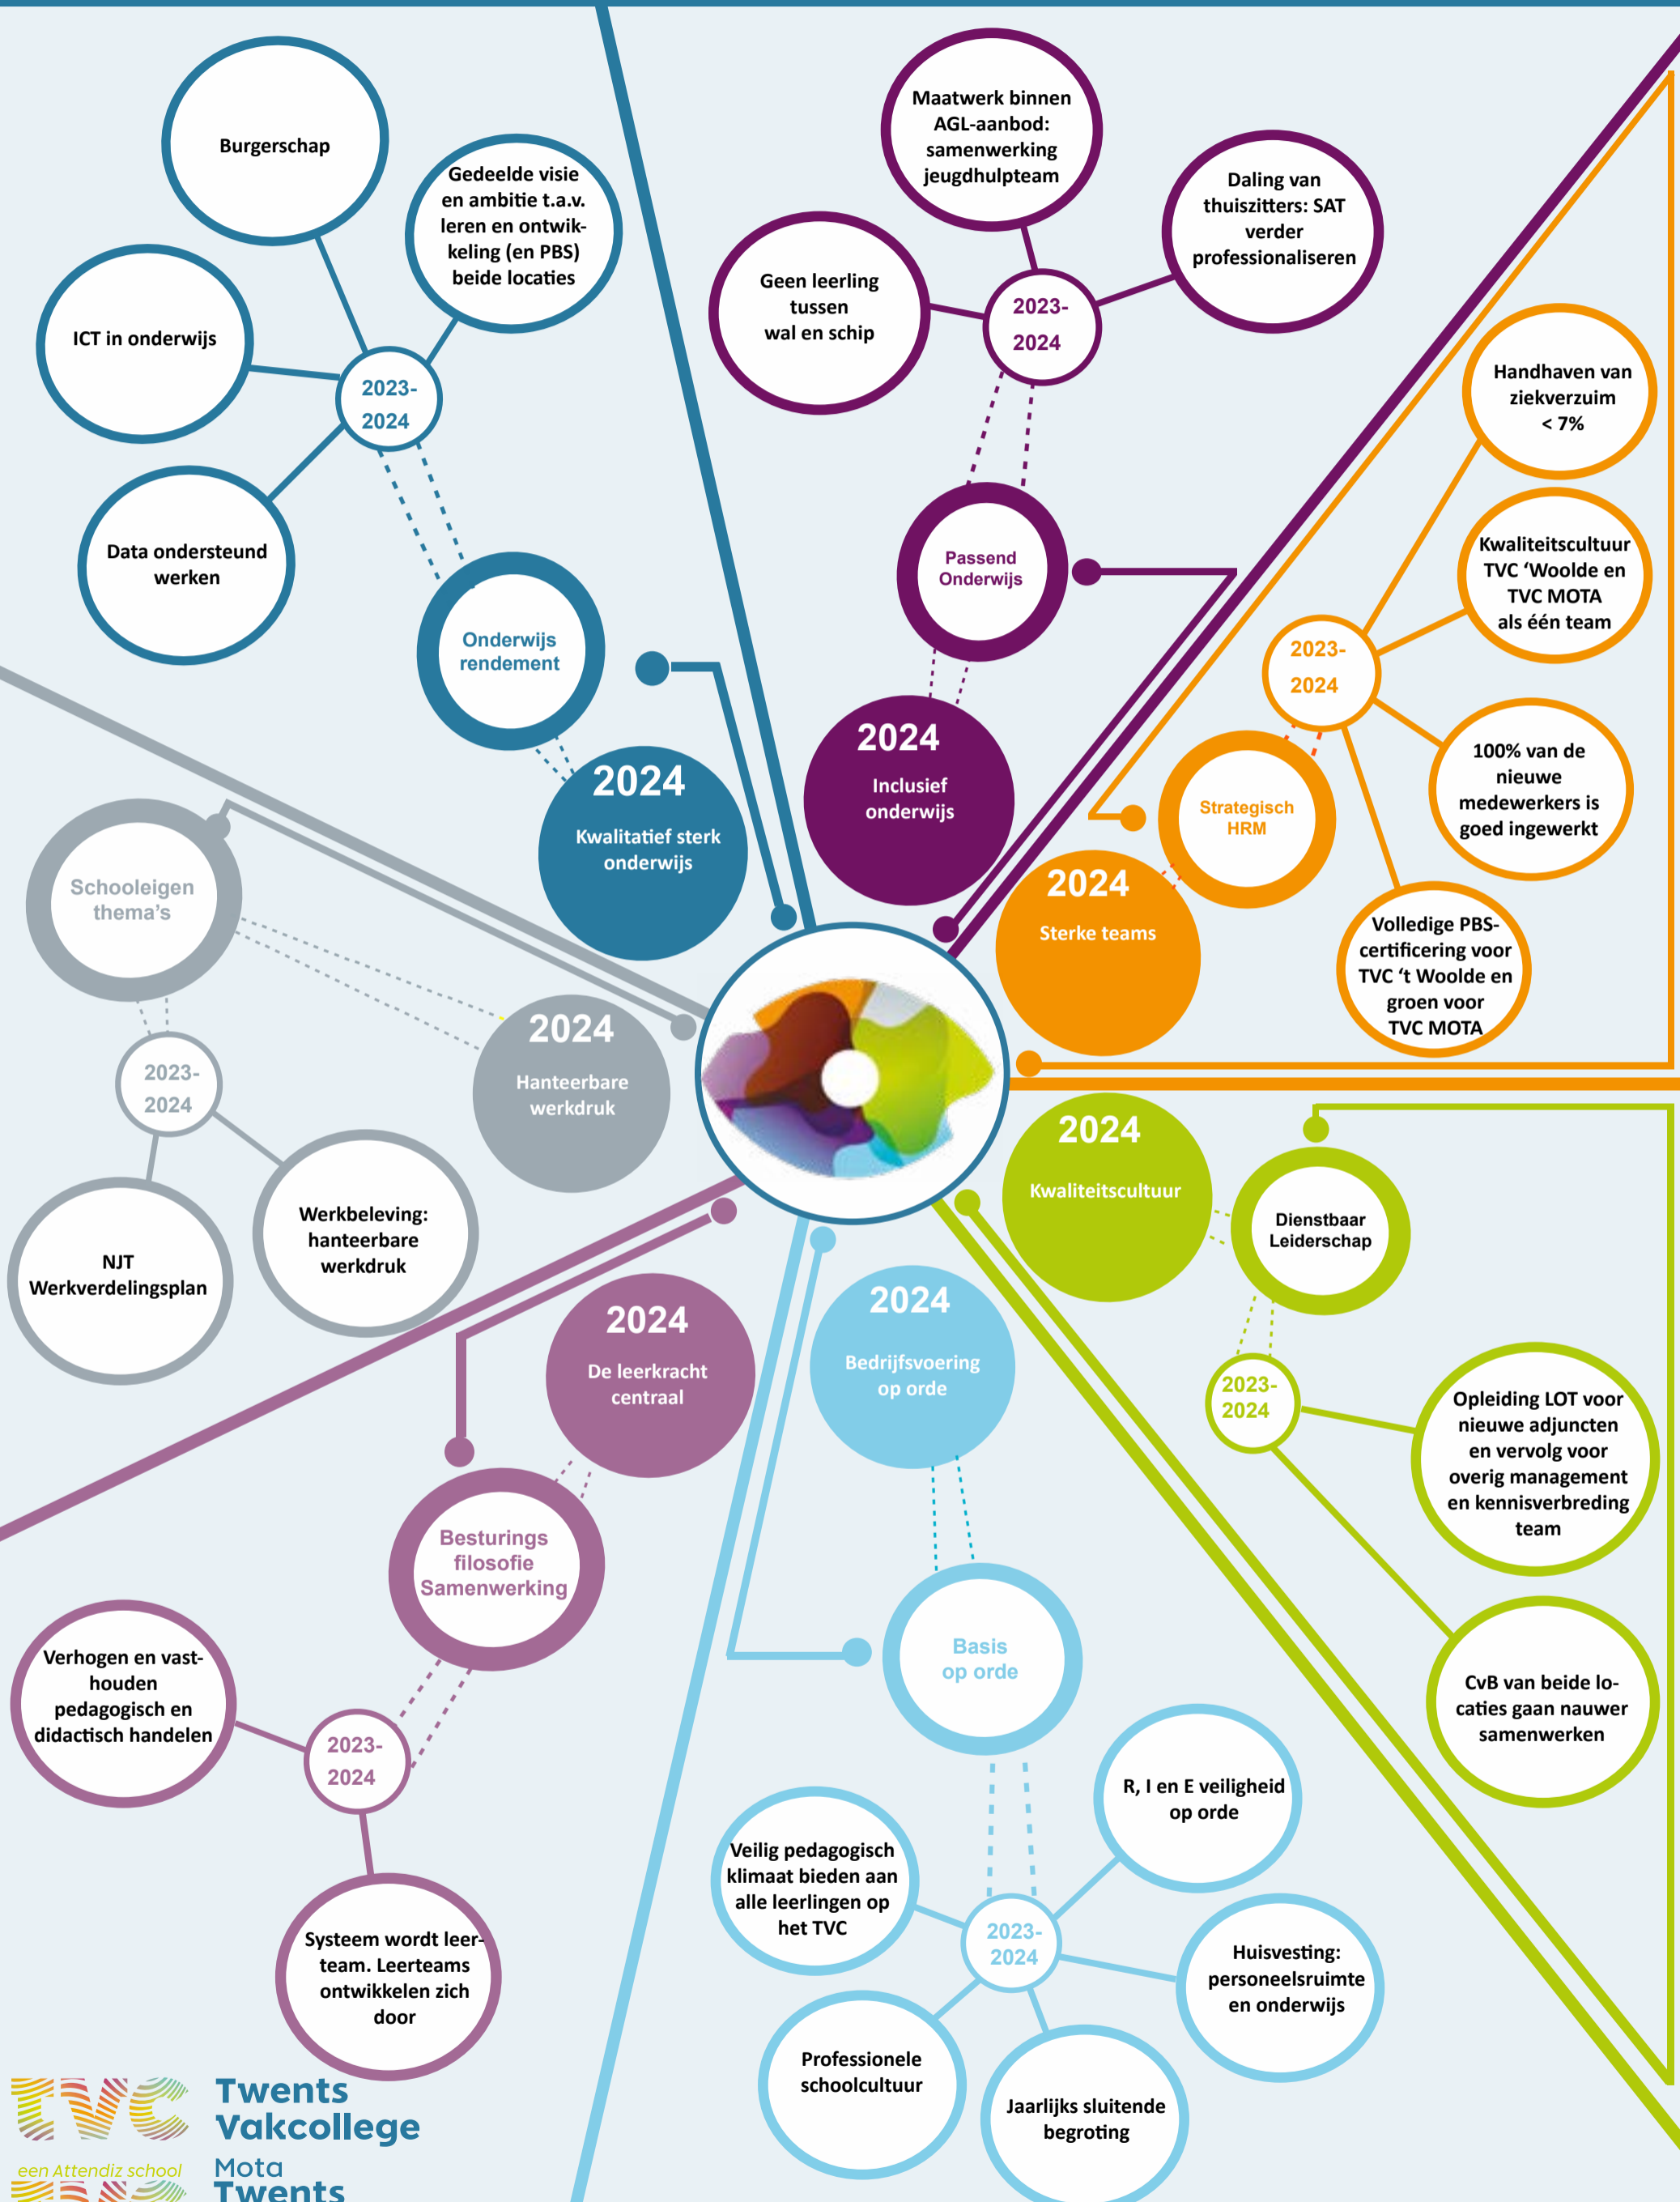 Burgerschap
Gedeelde visie
en ambitie t.a.v.
leren en ontwik-
keling (en PBS)
beide locaties
ICT in onderwijs
2023-
2024
Data ondersteund
werken
Onderwijs
rendement
2024
Kwalitatief sterk
onderwijs
Maatwerk binnen
AGL-aanbod:
samenwerking
jeugdhulpteam
Daling van
thuiszitters: SAT
verder
professionaliseren
Geen leerling
tussen
wal en schip
2023-
2024
Passend
Onderwijs
2024
Inclusief
onderwijs
Handhaven van
ziekverzuim
< 7%
Kwaliteitscultuur
TVC ‘Woolde en
TVC MOTA
als één team
2023-
2024
100% van de
nieuwe
medewerkers is
goed ingewerkt
Strategisch
HRM
Volledige PBS-
certificering voor
TVC ‘t Woolde en
groen voor
TVC MOTA
2024
Sterke teams
Schooleigen
thema’s
2024
Hanteerbare
werkdruk
2023-
2024
Werkbeleving:
hanteerbare
werkdruk
NJT
Werkverdelingsplan
2024
Kwaliteitscultuur
Dienstbaar
Leiderschap
2023-
2024
Opleiding LOT voor
nieuwe adjuncten
en vervolg voor
overig management
en kennisverbreding
team
CvB van beide lo-
caties gaan nauwer
samenwerken
2024
De leerkracht
centraal
Besturings
filosofie
Samenwerking
Verhogen en vast-
houden
pedagogisch en
didactisch handelen
2023-
2024
Systeem wordt leer-
team. Leerteams
ontwikkelen zich
door
2024
Bedrijfsvoering
op orde
Basis
op orde
R, I en E veiligheid
op orde
Veilig pedagogisch
klimaat bieden aan
alle leerlingen op
het TVC
2023-
2024
Huisvesting:
personeelsruimte
en onderwijs
Professionele
schoolcultuur
Jaarlijks sluitende
begroting
TVC
Twents
Vakcollege
een Attendiz school
Mota
Twents